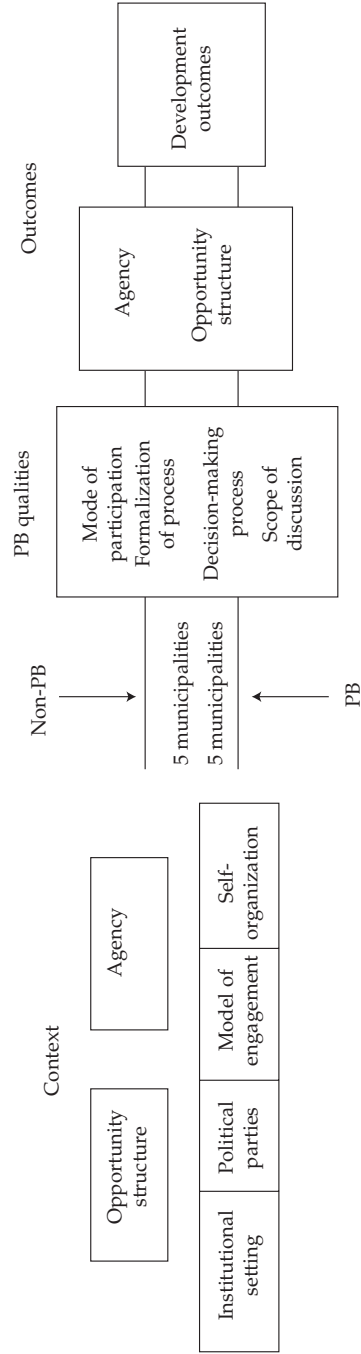 Context
Opportunity
structure
Agency
Institutional
setting
Political
parties
Model of
engagement
Self-
organization
Non-PB
5 municipalities
5 municipalities
PB
PB qualities
Mode of
participation
Formalization
of process
Decision-making
process
Scope of
discussion
Outcomes
Agency
Opportunity
structure
Development
outcomes